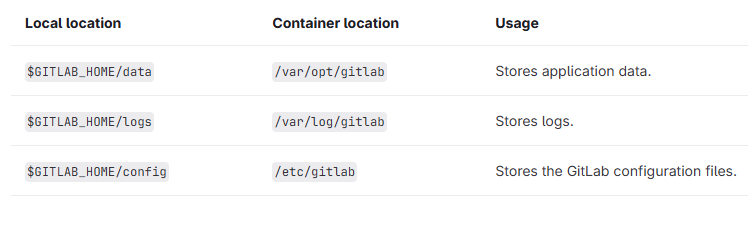 Local location Container location Usage
$GITLAB_HOME/data /var/opt/gitlab Stores application data.
$GITLAB_HOME/logs /var/log/gitlab Stores logs.
$GITLAB_HOME/config /etc/gitlab Stores the GitLab configuration files.